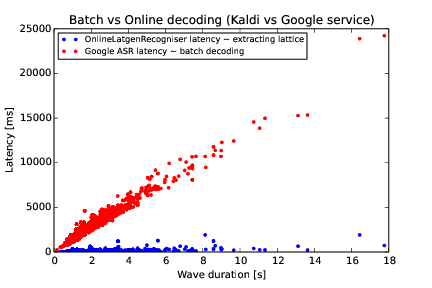 Batch vs Online decoding (Kaldi vs Google service)
OnlineLatgenRecogniser latency ~ extracting lattice
Google ASR latency ~ batch decoding
Latency [ms]
25000
20000
15000
10000
5000
0
0 2 4 6 8 10 12 14 16 18
Wave duration [s]